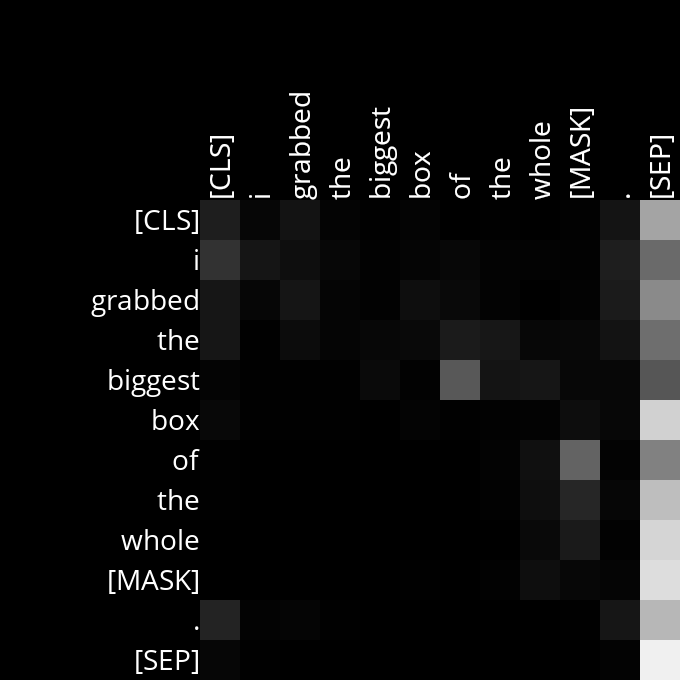 [CLS] i grabbed the biggest box of the whole [MASK] . [SEP]
[CLS]
i
grabbed
the
biggest
box
of
the
whole
[MASK]
.
[SEP]